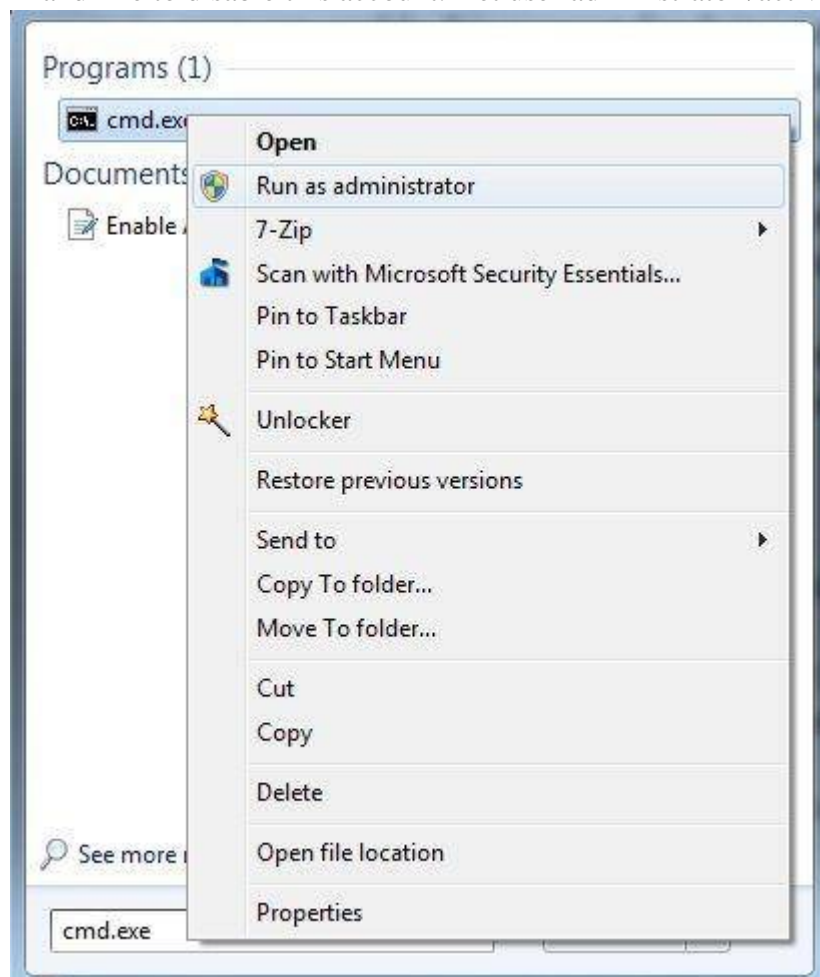 Programs (1)
cmd.exe
Open
Documents
Run as administrator
Enable
7-Zip
Scan with Microsoft Security Essentials...
Pin to Taskbar
Pin to Start Menu
Unlocker
Restore previous versions
Send to
Copy To folder...
Move To folder...
Cut
Copy
Delete
See more
Open file location
Properties
cmd.exe